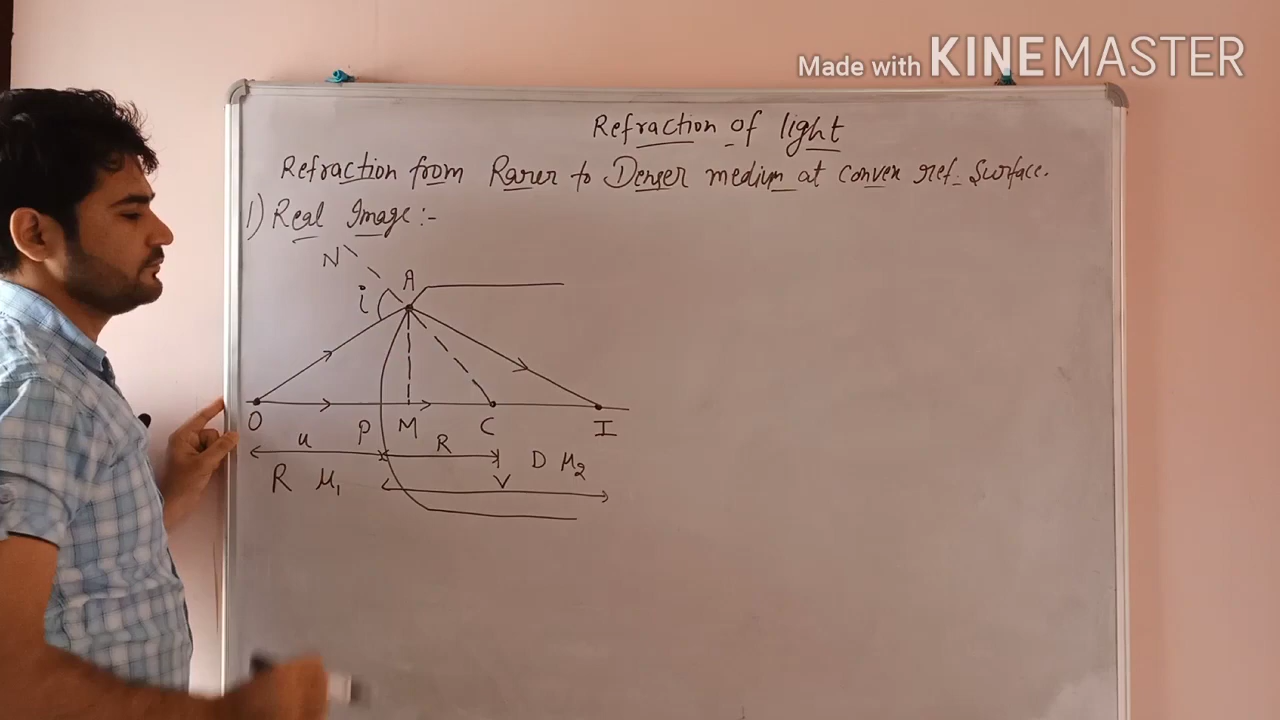 Made with KINEMASTER
Refraction of light
Refraction from Rarer to Denser medium at convex ref. Surface.
1) Real Image :-
N
A
i
O
P
M
C
I
u
R
v
R μ1
D μ2